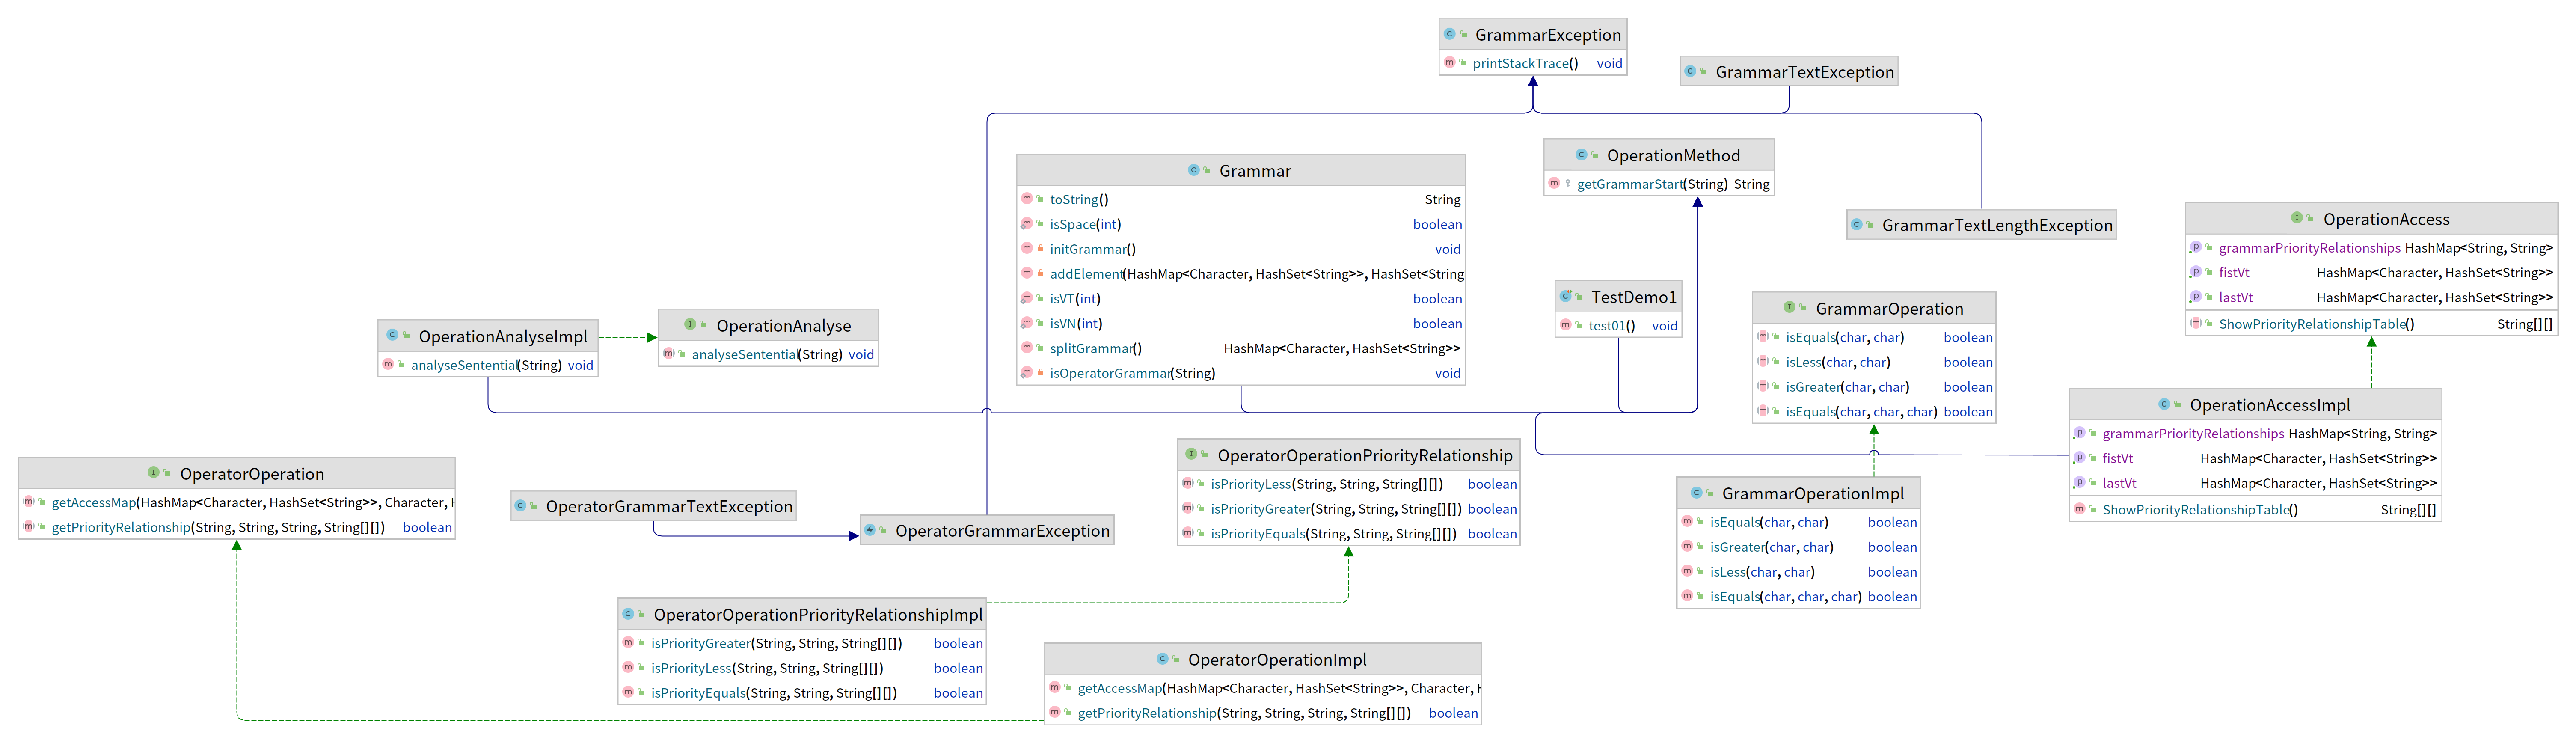 GrammarException
printStackTrace() void
GrammarTextException
OperationMethod
getGrammarStart(String) String
Grammar
toString() String
isSpace(int) boolean
initGrammar() void
addElement(HashMap<Character, HashSet<String>>, HashSet<String
isVT(int) boolean
isVN(int) boolean
splitGrammar() HashMap<Character, HashSet<String>>
isOperatorGrammar(String) void
GrammarTextLengthException
OperationAccess
grammarPriorityRelationships HashMap<String, String>
fistVt HashMap<Character, HashSet<String>>
lastVt HashMap<Character, HashSet<String>>
ShowPriorityRelationshipTable() String[][]
TestDemo1
test01() void
GrammarOperation
isEquals(char, char) boolean
isLess(char, char) boolean
isGreater(char, char) boolean
isEquals(char, char, char) boolean
OperationAnalyseImpl
analyseSentential(String) void
OperationAnalyse
analyseSentential(String) void
OperationAccessImpl
grammarPriorityRelationships HashMap<String, String>
fistVt HashMap<Character, HashSet<String>>
lastVt HashMap<Character, HashSet<String>>
ShowPriorityRelationshipTable() String[][]
OperatorOperation
getAccessMap(HashMap<Character, HashSet<String>>, Character, H
getPriorityRelationship(String, String, String, String[][]) boolean
OperatorGrammarTextException
OperatorGrammarException
OperatorOperationPriorityRelationship
isPriorityLess(String, String, String[][]) boolean
isPriorityGreater(String, String, String[][]) boolean
isPriorityEquals(String, String, String[][]) boolean
GrammarOperationImpl
isEquals(char, char) boolean
isGreater(char, char) boolean
isLess(char, char) boolean
isEquals(char, char, char) boolean
OperatorOperationPriorityRelationshipImpl
isPriorityGreater(String, String, String[][]) boolean
isPriorityLess(String, String, String[][]) boolean
isPriorityEquals(String, String, String[][]) boolean
OperatorOperationImpl
getAccessMap(HashMap<Character, HashSet<String>>, Character, H
getPriorityRelationship(String, String, String, String[][]) boolean